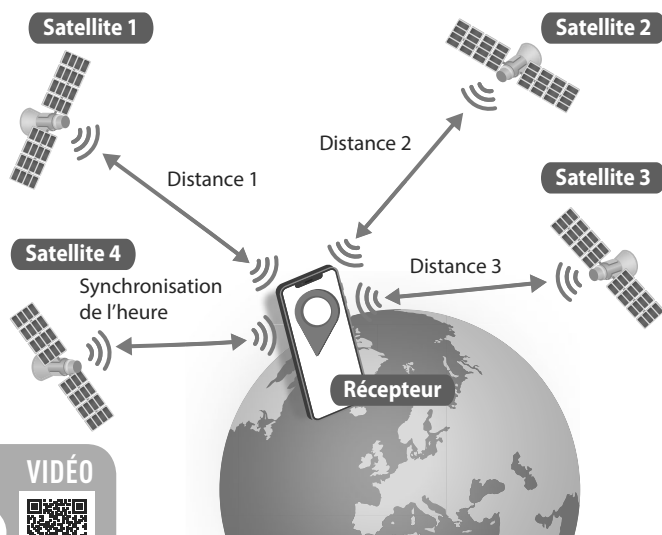 Satellite 1
Satellite 2
Distance 2
Distance 1
Satellite 3
Satellite 4
Distance 3
Synchronisation
de l'heure
Récepteur
VIDÉO